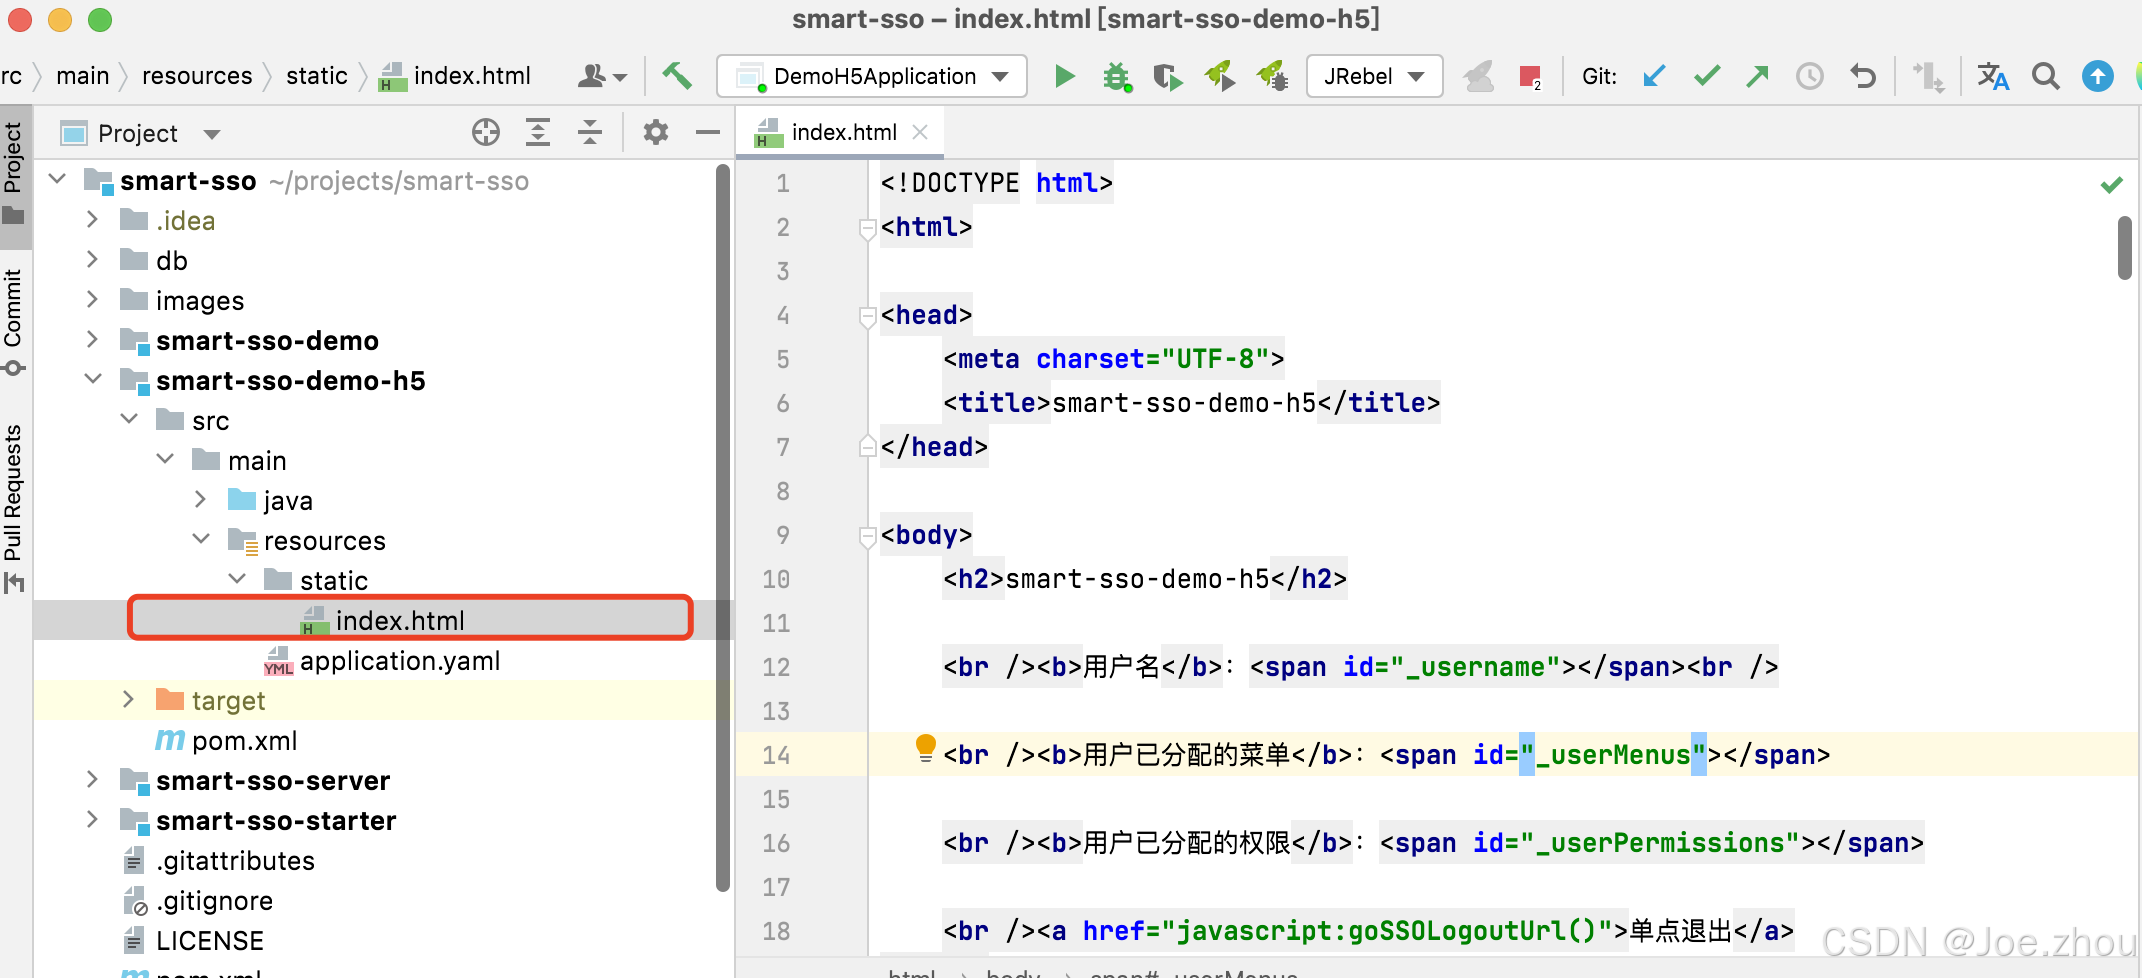 smart-sso – index.html [smart-sso-demo-h5]
rc main resources static index.html DemoH5Application JRebel 2 Git:
Project
Commit
Pull Requests
Project
smart-sso ~/projects/smart-sso
.idea
db
images
smart-sso-demo
smart-sso-demo-h5
src
main
java
resources
static
index.html
application.yaml
target
pom.xml
smart-sso-server
smart-sso-starter
.gitattributes
.gitignore
LICENSE
pom.xml
index.html
1 <!DOCTYPE html>
2 <html>
3
4 <head>
5 <meta charset="UTF-8">
6 <title>smart-sso-demo-h5</title>
7 </head>
8
9 <body>
10 <h2>smart-sso-demo-h5</h2>
11
12 <br /><b>用户名</b>: <span id="_username"></span><br />
13
14 <br /><b>用户已分配的菜单</b>: <span id="_userMenus"></span>
15
16 <br /><b>用户已分配的权限</b>: <span id="_userPermissions"></span>
17
18 <br /><a href="javascript:goSSOLogoutUrl()">单点退出</a>
html body span#_userMenus
CSDN @Joe.zhou